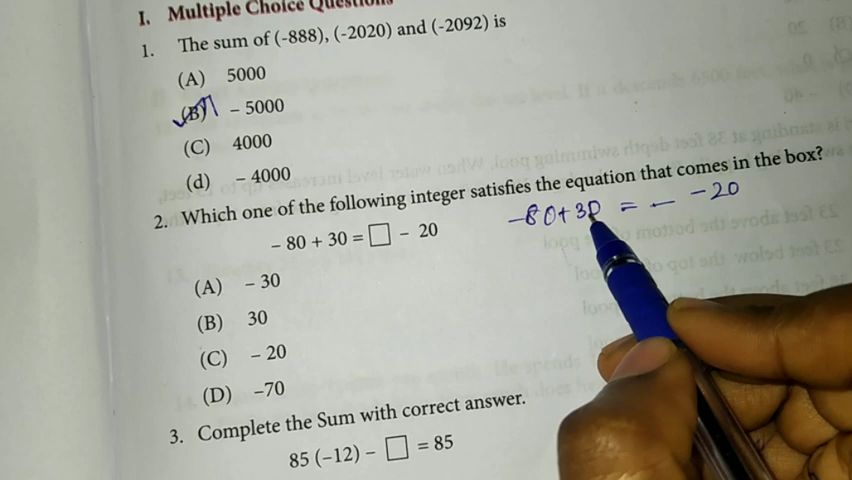 I. Multiple Choice Questions
1. The sum of (-888), (-2020) and (-2092) is
(A) 5000
(B) - 5000
(C) 4000
(d) - 4000
2. Which one of the following integer satisfies the equation that comes in the box?
- 80 + 30 = □ - 20
-80+30 = — -20
(A) - 30
(B) 30
(C) - 20
(D) -70
3. Complete the Sum with correct answer.
85 (-12) - □ = 85